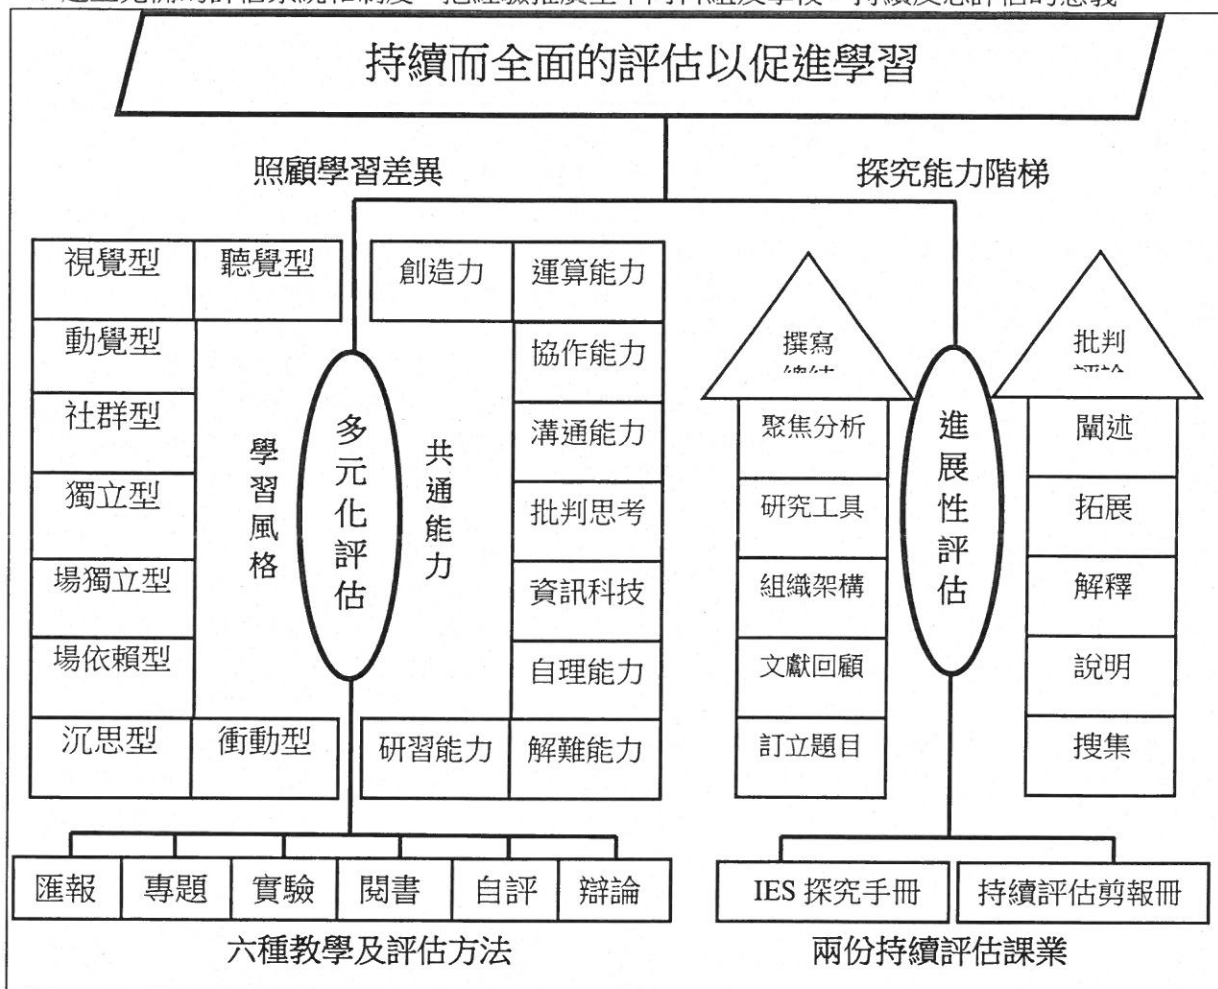 持續而全面的評估以促進學習
照顧學習差異
探究能力階梯
視覺型
聽覺型
動覺型
社群型
獨立型
場獨立型
場依賴型
沉思型
衝動型
學習風格
多元化評估
共通能力
創造力
運算能力
協作能力
溝通能力
批判思考
資訊科技
自理能力
研習能力
解難能力
撰寫
聚焦分析
研究工具
組織架構
文獻回顧
訂立題目
進展性評估
批判
闡述
拓展
解釋
說明
搜集
匯報
專題
實驗
閱書
自評
辯論
六種教學及評估方法
IES 探究手冊
持續評估剪報冊
兩份持續評估課業